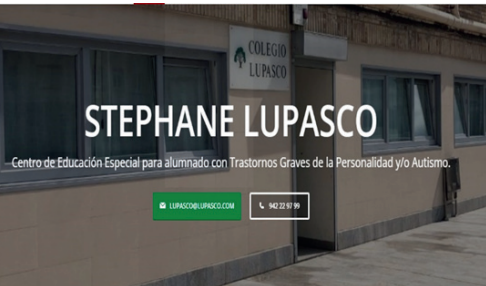 COLEGIO
LUPASCO
STEPHANE LUPASCO
Centro de Educación Especial para alumnado con Trastornos Graves de la Personalidad y/o Autismo.
LUPASCO@LUPASCO.COM
942 22 97 99